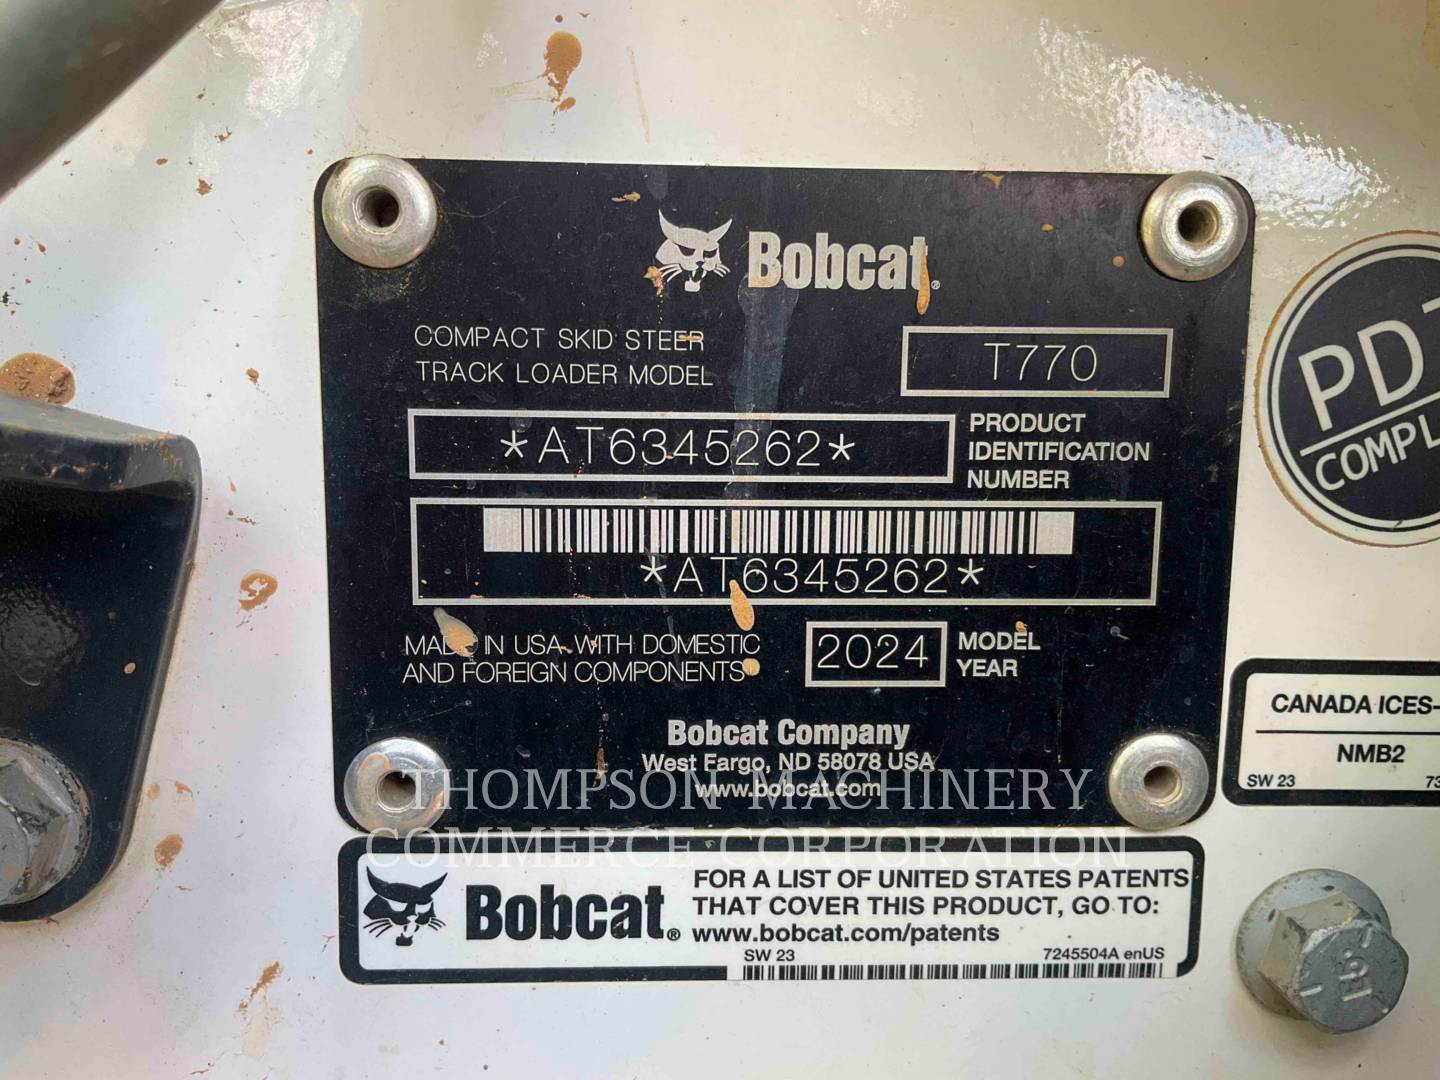 Bobcat®
COMPACT SKID STEER
TRACK LOADER MODEL
T770
*AT6345262*
PRODUCT
IDENTIFICATION
NUMBER
*AT6345262*
MADE IN USA WITH DOMESTIC
AND FOREIGN COMPONENTS
2024
MODEL
YEAR
Bobcat Company
West Fargo, ND 58078 USA
www.bobcat.com
THOMPSON MACHINERY
COMMERCE CORPORATION
Bobcat®
FOR A LIST OF UNITED STATES PATENTS
THAT COVER THIS PRODUCT, GO TO:
www.bobcat.com/patents
SW 23
7245504A enUS
PD
COMPL
CANADA ICES-
NMB2
SW 23
73